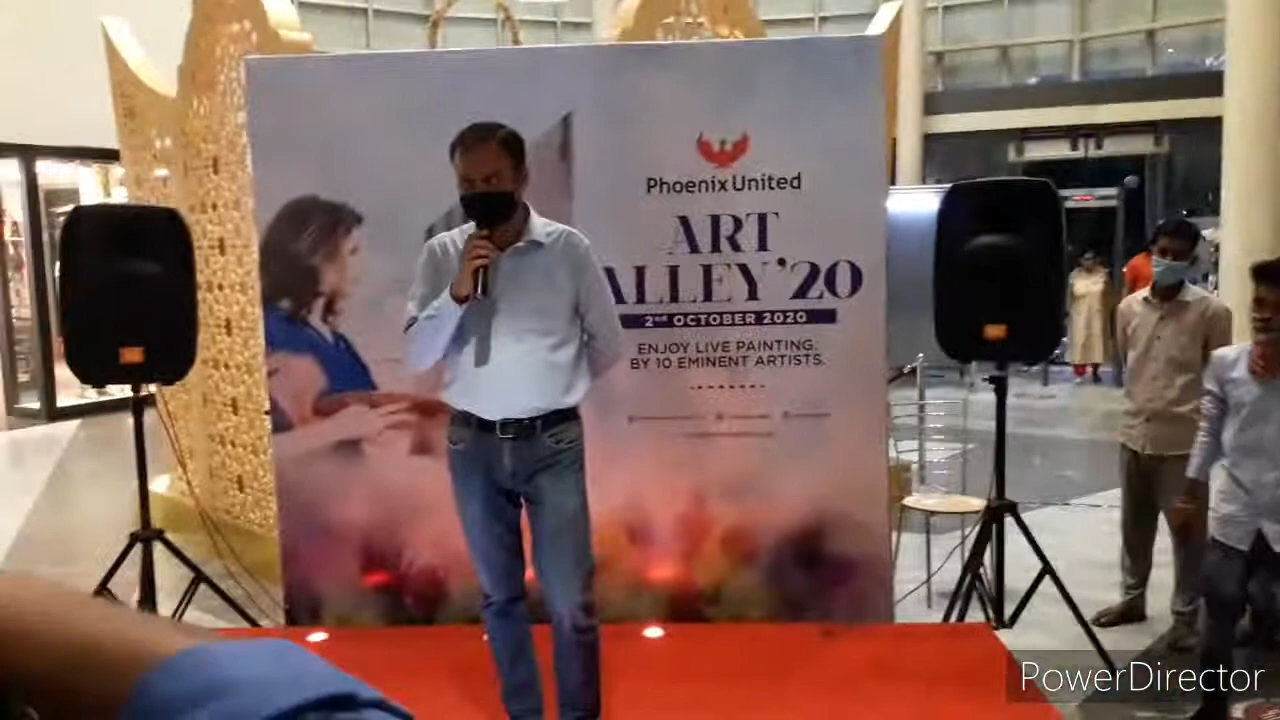 Phoenix United
ART
ALLEY '20
2ND OCTOBER 2020
ENJOY LIVE PAINTING.
BY 10 EMINENT ARTISTS.
PowerDirector